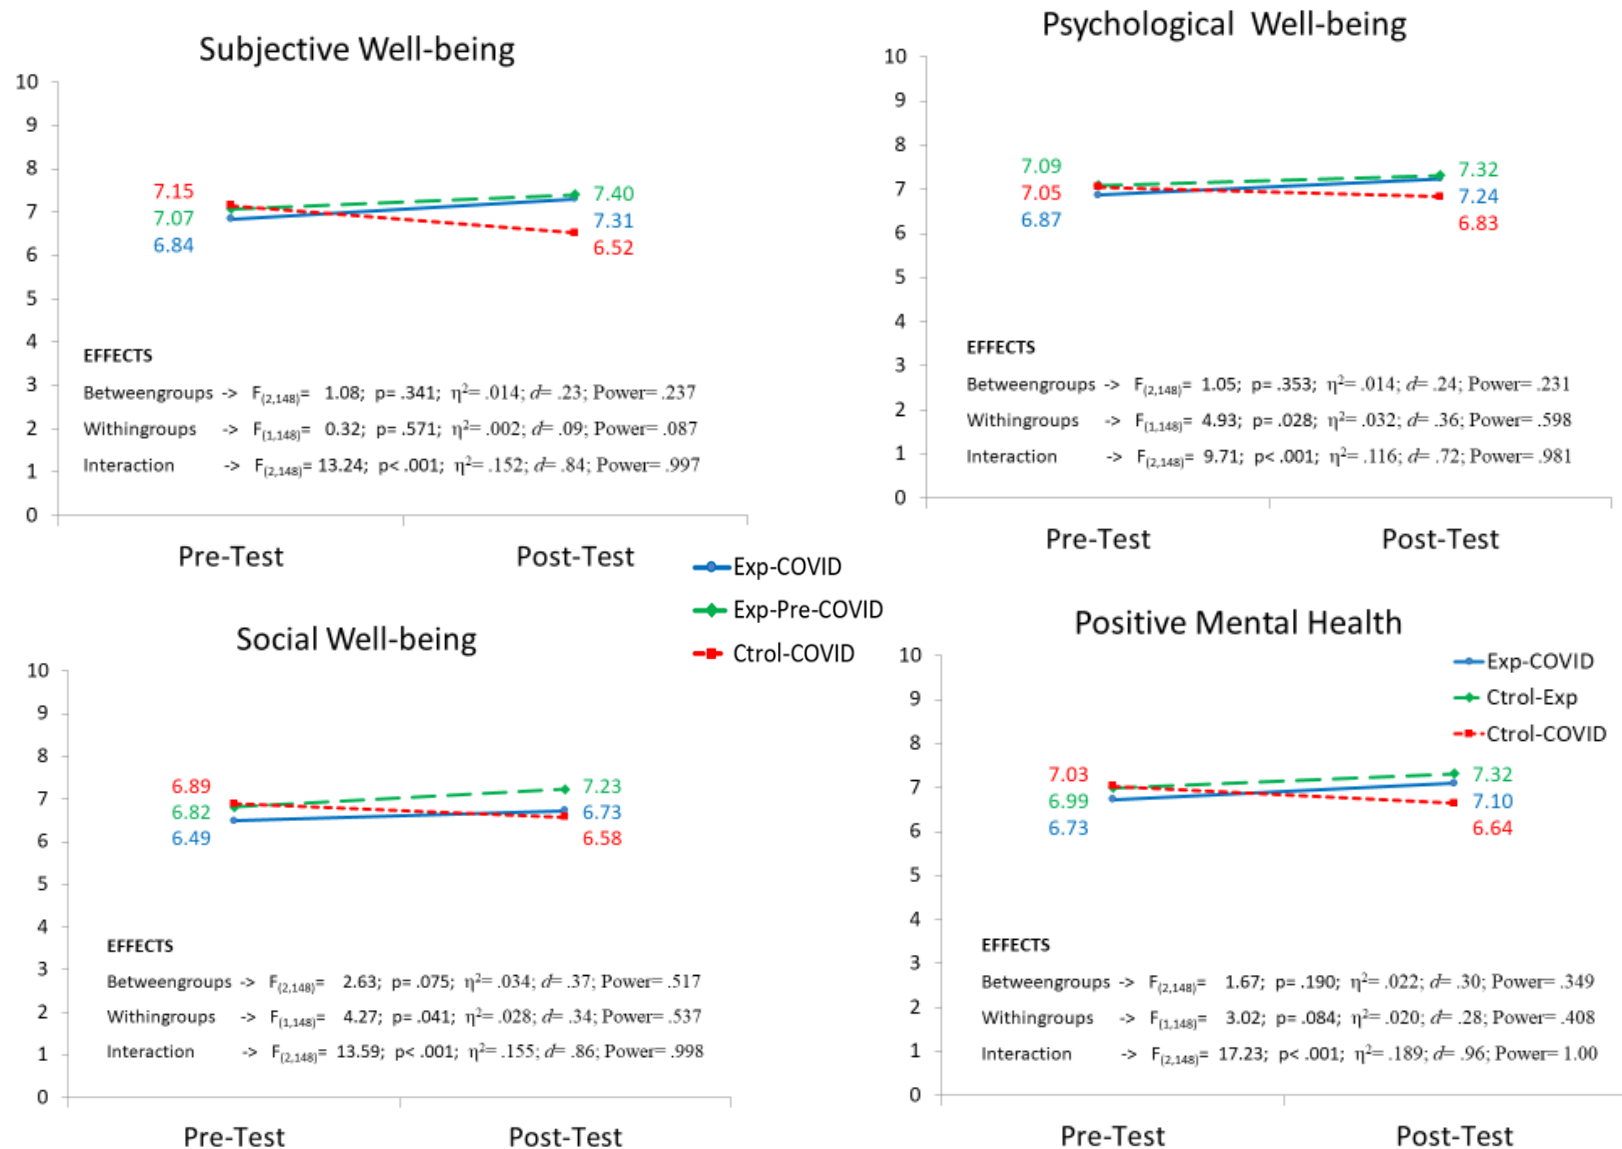 Subjective Well-being
10
9
8
7
6
5
4
3
2
1
0
7.15
7.07
6.84
7.40
7.31
6.52
EFFECTS
Betweengroups -> F(2,148)= 1.08; p= .341; η²= .014; d= .23; Power= .237
Withingroups -> F(1,148)= 0.32; p= .571; η²= .002; d= .09; Power= .087
Interaction -> F(2,148)= 13.24; p< .001; η²= .152; d= .84; Power= .997
Pre-Test Post-Test
Psychological Well-being
10
9
8
7
6
5
4
3
2
1
0
7.09
7.05
6.87
7.32
7.24
6.83
EFFECTS
Betweengroups -> F(2,148)= 1.05; p= .353; η²= .014; d= .24; Power= .231
Withingroups -> F(1,148)= 4.93; p= .028; η²= .032; d= .36; Power= .598
Interaction -> F(2,148)= 9.71; p< .001; η²= .116; d= .72; Power= .981
Pre-Test Post-Test
Exp-COVID
Exp-Pre-COVID
Ctrol-COVID
Social Well-being
10
9
8
7
6
5
4
3
2
1
0
6.89
6.82
6.49
7.23
6.73
6.58
EFFECTS
Betweengroups -> F(2,148)= 2.63; p= .075; η²= .034; d= .37; Power= .517
Withingroups -> F(1,148)= 4.27; p= .041; η²= .028; d= .34; Power= .537
Interaction -> F(2,148)= 13.59; p< .001; η²= .155; d= .86; Power= .998
Pre-Test Post-Test
Positive Mental Health
10
9
8
7
6
5
4
3
2
1
0
Exp-COVID
Ctrol-Exp
Ctrol-COVID
7.03
6.99
6.73
7.32
7.10
6.64
EFFECTS
Betweengroups -> F(2,148)= 1.67; p= .190; η²= .022; d= .30; Power= .349
Withingroups -> F(1,148)= 3.02; p= .084; η²= .020; d= .28; Power= .408
Interaction -> F(2,148)= 17.23; p< .001; η²= .189; d= .96; Power= 1.00
Pre-Test Post-Test